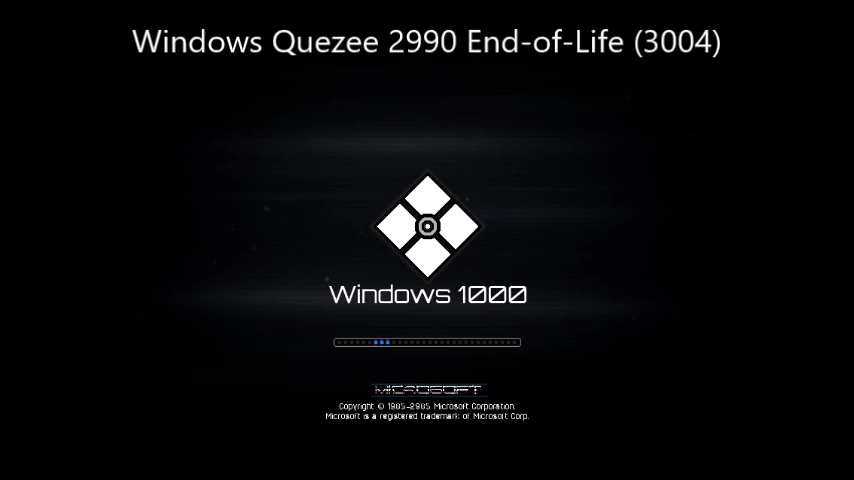 Windows Quezee 2990 End-of-Life (3004)
Windows 1000
MICROSOFT
Copyright © 1985-2985 Microsoft Corporation.
Microsoft is a registered trademark of Microsoft Corp.